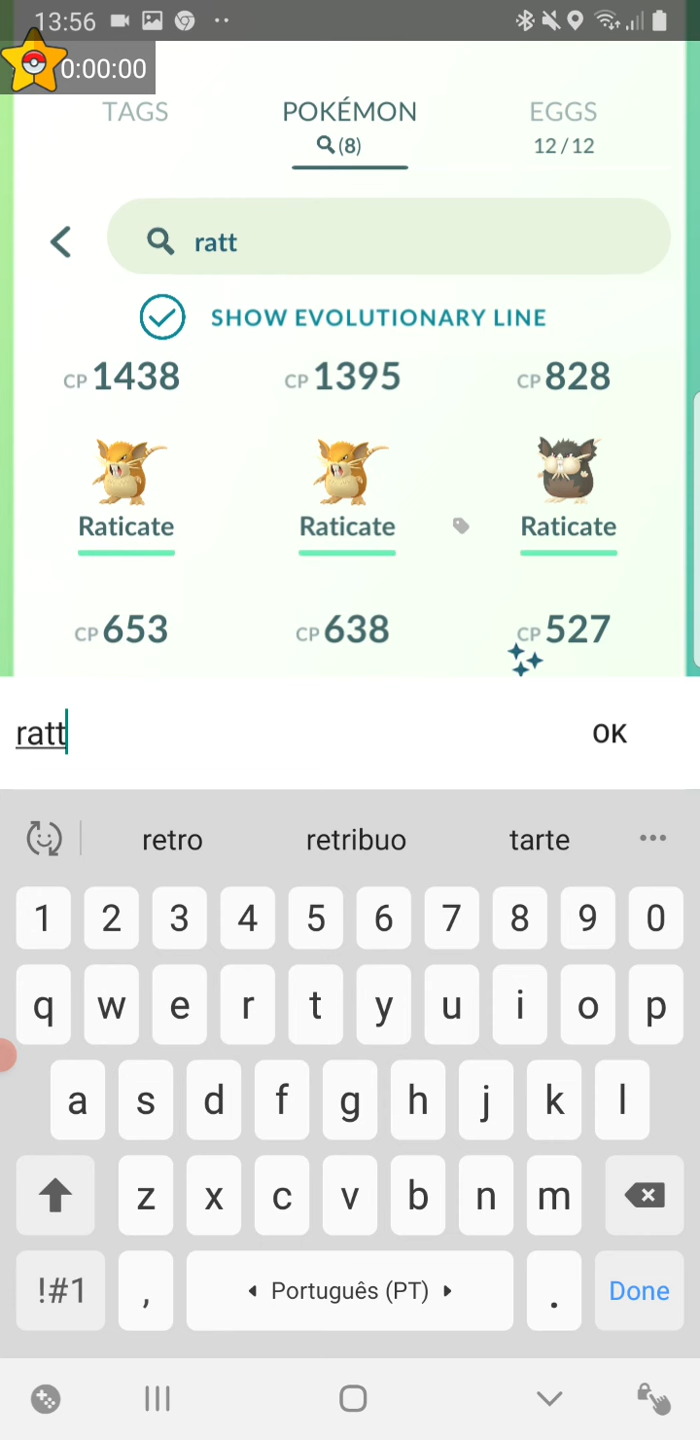 13:56
0:00:00
TAGS POKÉMON EGGS
(8) 12 / 12
ratt
SHOW EVOLUTIONARY LINE
CP 1438 CP 1395 CP 828
Raticate Raticate Raticate
CP 653 CP 638 CP 527
ratt OK
retro retribuo tarte
1 2 3 4 5 6 7 8 9 0
q w e r t y u i o p
a s d f g h j k l
z x c v b n m
!#1 , Português (PT) . Done